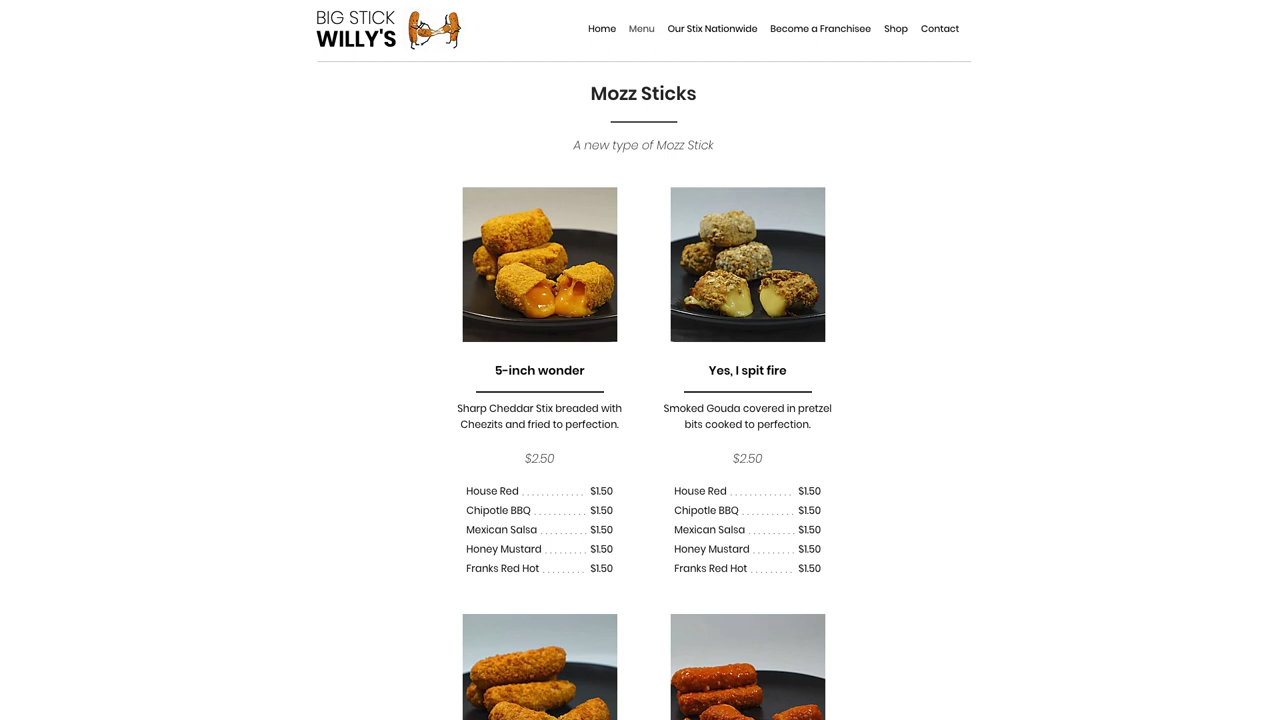 BIG STICK
WILLY'S
Home Menu Our Stix Nationwide Become a Franchisee Shop Contact
Mozz Sticks
A new type of Mozz Stick
5-inch wonder
Sharp Cheddar Stix breaded with
Cheezits and fried to perfection.
$2.50
House Red . . . . . . . . . . . . . $1.50
Chipotle BBQ . . . . . . . . . . . $1.50
Mexican Salsa . . . . . . . . . . $1.50
Honey Mustard . . . . . . . . . $1.50
Franks Red Hot . . . . . . . . . $1.50
Yes, I spit fire
Smoked Gouda covered in pretzel
bits cooked to perfection.
$2.50
House Red . . . . . . . . . . . . . $1.50
Chipotle BBQ . . . . . . . . . . . $1.50
Mexican Salsa . . . . . . . . . . $1.50
Honey Mustard . . . . . . . . . $1.50
Franks Red Hot . . . . . . . . . $1.50